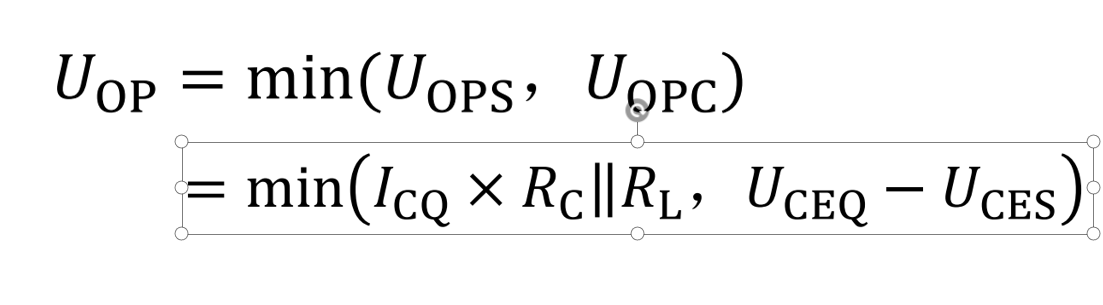 U_OP = min(U_OPS， U_OPC)
= min(I_CQ × R_C∥R_L， U_CEQ − U_CES)